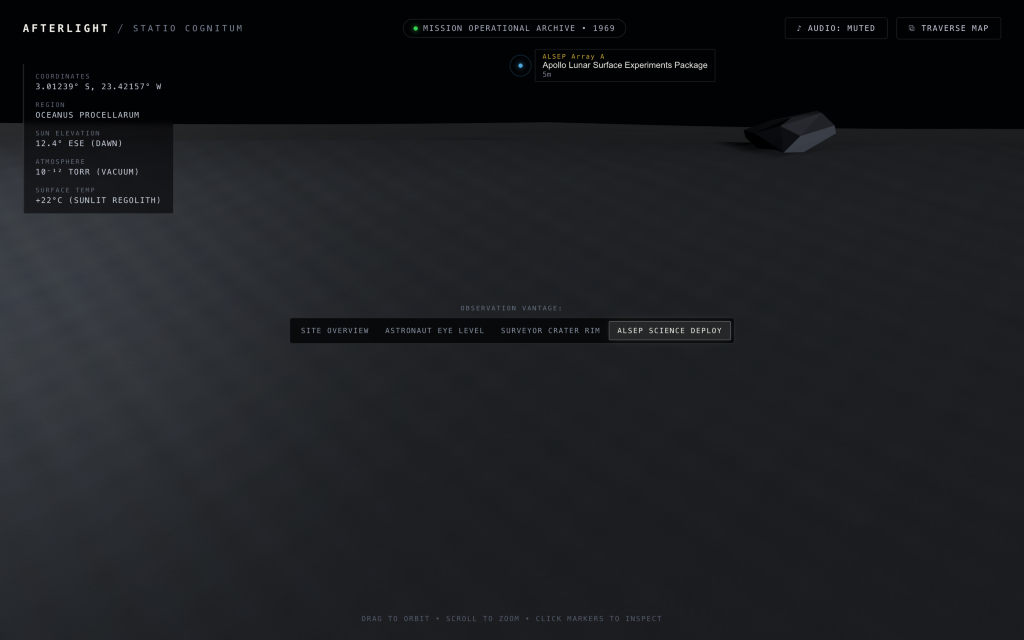 AFTERLIGHT / STATIO COGNITUM
MISSION OPERATIONAL ARCHIVE • 1969
♪ AUDIO: MUTED
TRAVERSE MAP
ALSEP Array A
Apollo Lunar Surface Experiments Package
5m
COORDINATES
3.01239° S, 23.42157° W
REGION
OCEANUS PROCELLARUM
SUN ELEVATION
12.4° ESE (DAWN)
ATMOSPHERE
10⁻¹² TORR (VACUUM)
SURFACE TEMP
+22°C (SUNLIT REGOLITH)
OBSERVATION VANTAGE:
SITE OVERVIEW
ASTRONAUT EYE LEVEL
SURVEYOR CRATER RIM
ALSEP SCIENCE DEPLOY
DRAG TO ORBIT • SCROLL TO ZOOM • CLICK MARKERS TO INSPECT